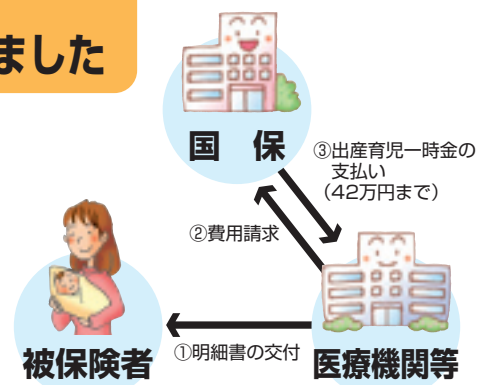 ました
国 保
③出産育児一時金の
支払い
（42万円まで）
②費用請求
①明細書の交付
被保険者
医療機関等